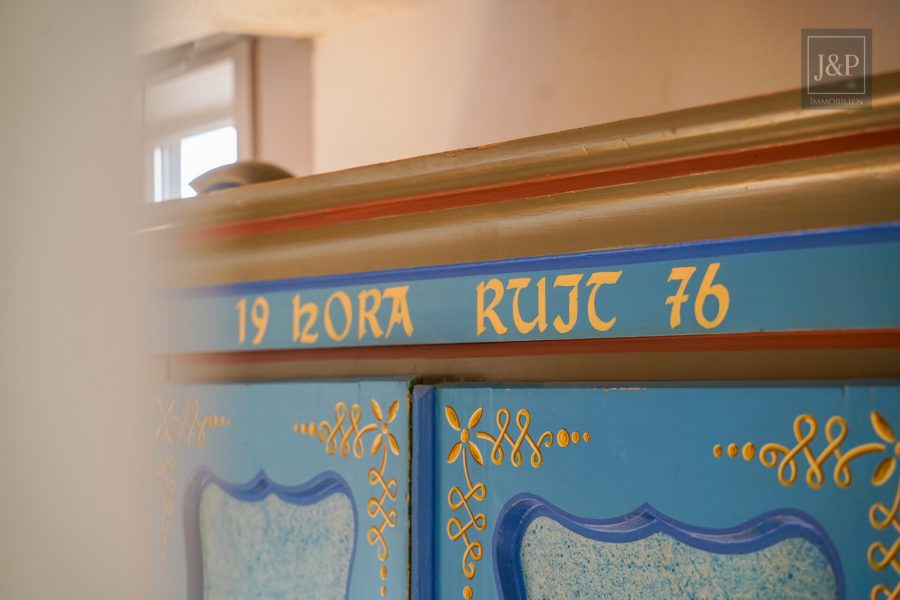 J&P
IMMOBILIEN
19 HORA RUIT 76